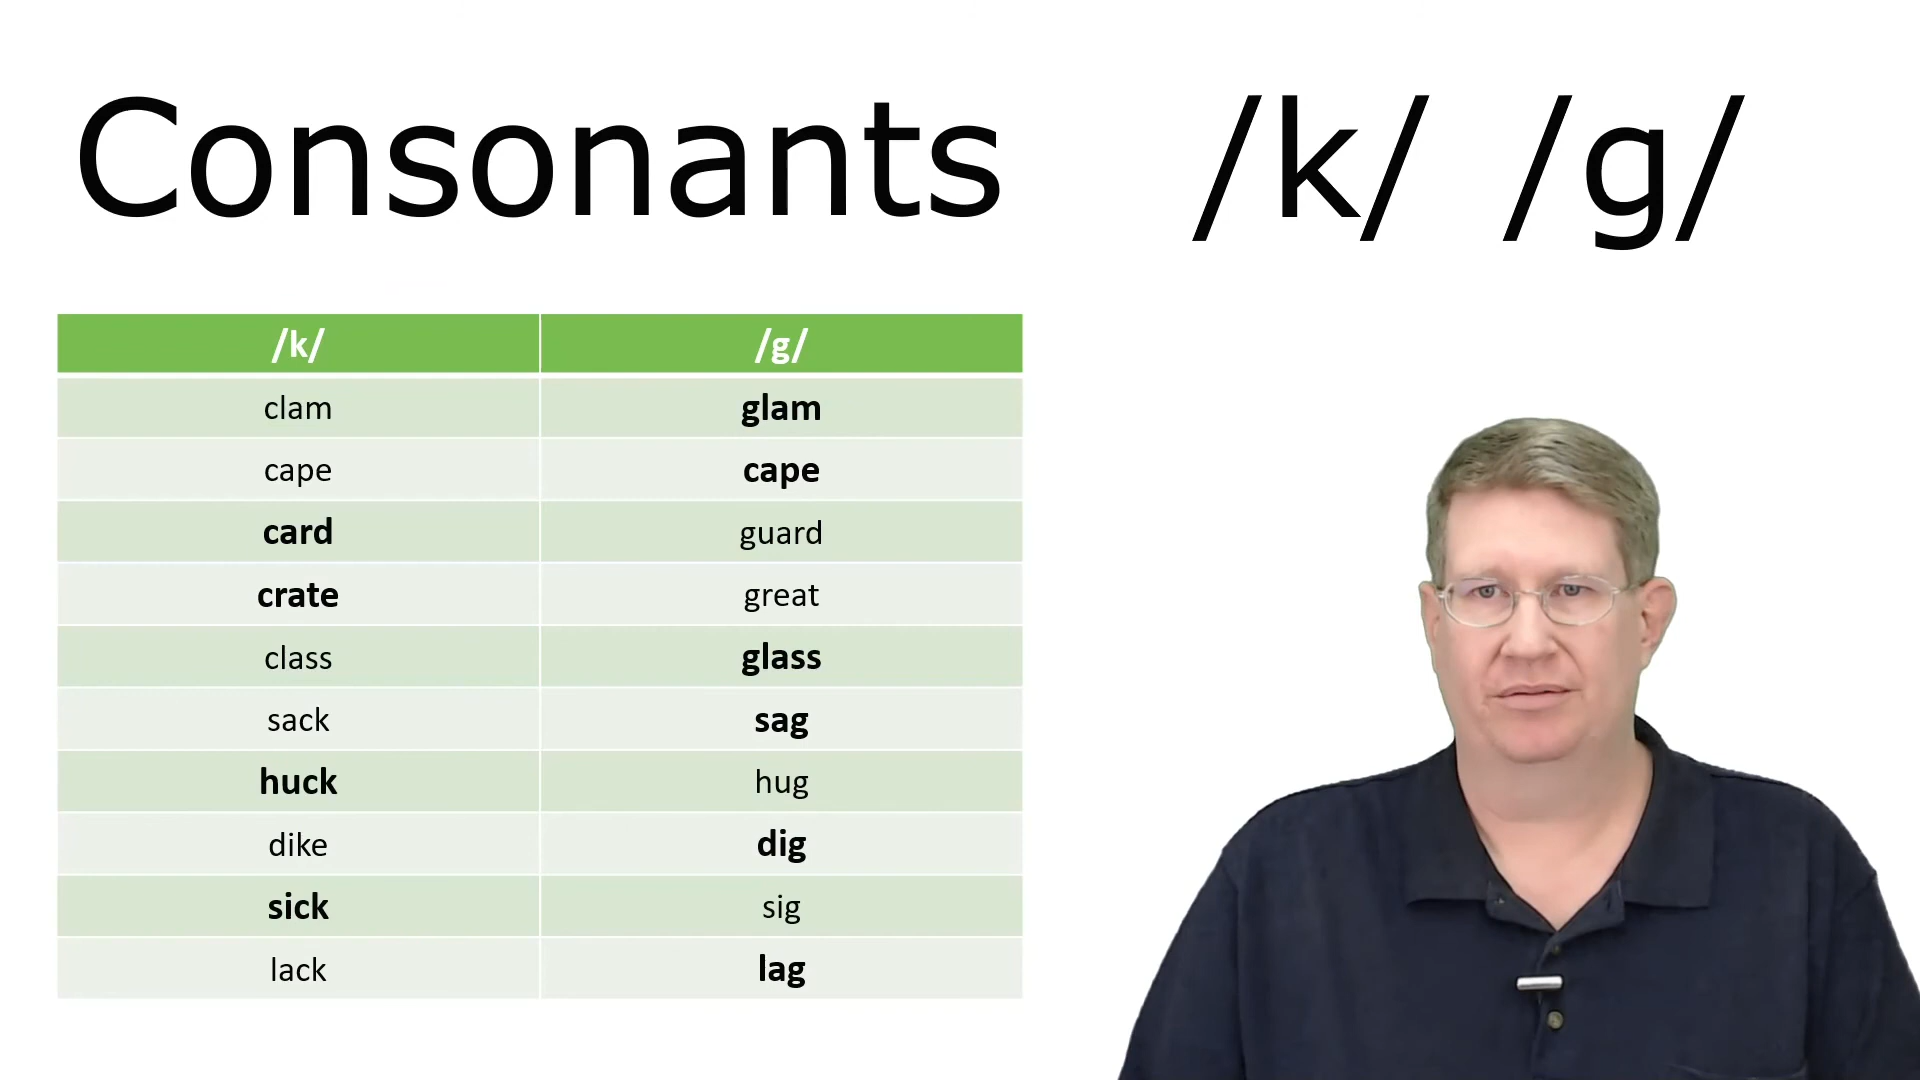 Consonants /k/ /g/
/k/ /g/
clam glam
cape cape
card guard
crate great
class glass
sack sag
huck hug
dike dig
sick sig
lack lag